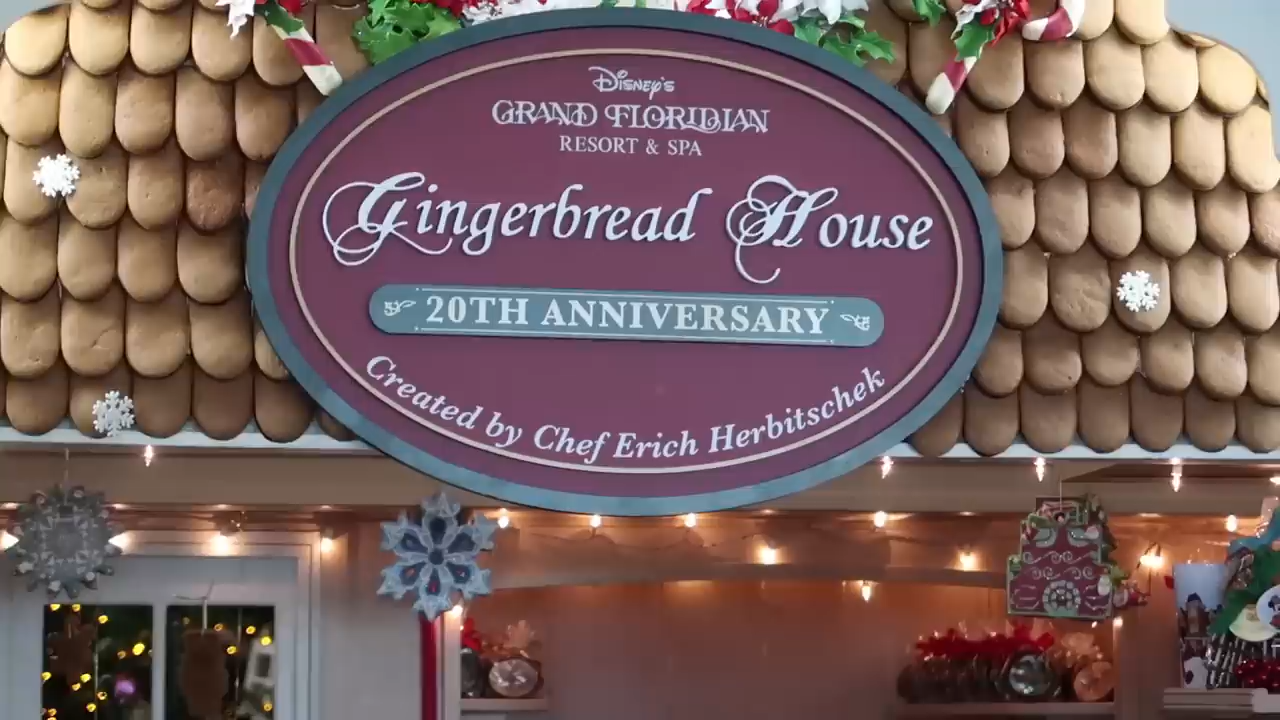 Disney's
GRAND FLORIDIAN
RESORT & SPA
Gingerbread House
20TH ANNIVERSARY
Created by Chef Erich Herbitschek